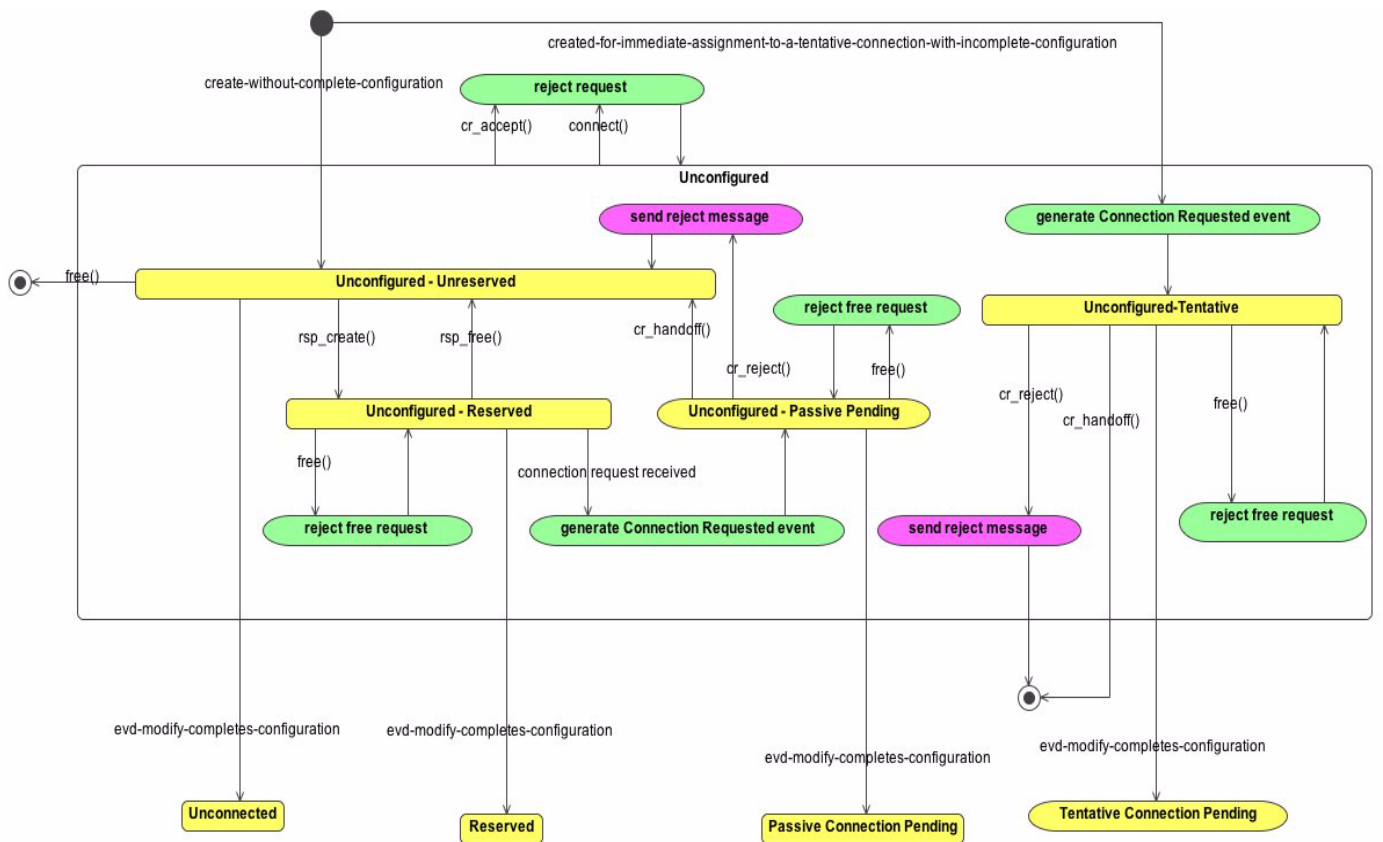 created-for-immediate-assignment-to-a-tentative-connection-with-incomplete-configuration
create-without-complete-configuration
reject request
cr_accept()
connect()
Unconfigured
send reject message
generate Connection Requested event
free()
Unconfigured - Unreserved
reject free request
Unconfigured-Tentative
rsp_create()
rsp_free()
cr_handoff()
cr_reject()
free()
cr_reject()
cr_handoff()
free()
Unconfigured - Reserved
Unconfigured - Passive Pending
free()
connection request received
reject free request
generate Connection Requested event
send reject message
reject free request
evd-modify-completes-configuration
evd-modify-completes-configuration
evd-modify-completes-configuration
evd-modify-completes-configuration
Unconnected
Reserved
Passive Connection Pending
Tentative Connection Pending